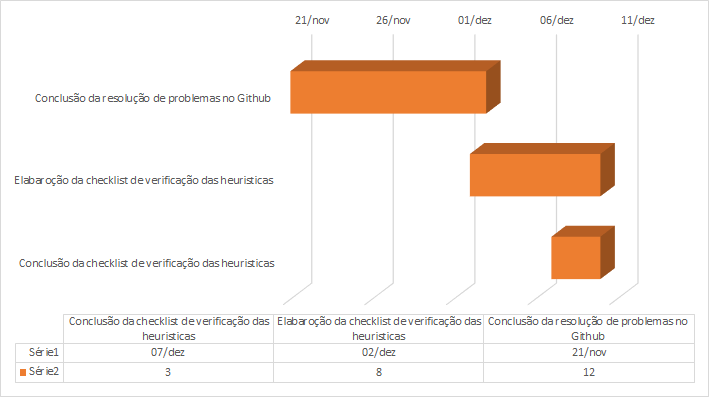 21/nov 26/nov 01/dez 06/dez 11/dez
Conclusão da resolução de problemas no Github
Elabaroção da checklist de verificação das heuristicas
Conclusão da checklist de verificação das heuristicas
Conclusão da checklist de verificação das Elabaroção da checklist de verificação das Conclusão da resolução de problemas no
heuristicas heuristicas Github
Série1 07/dez 02/dez 21/nov
Série2 3 8 12